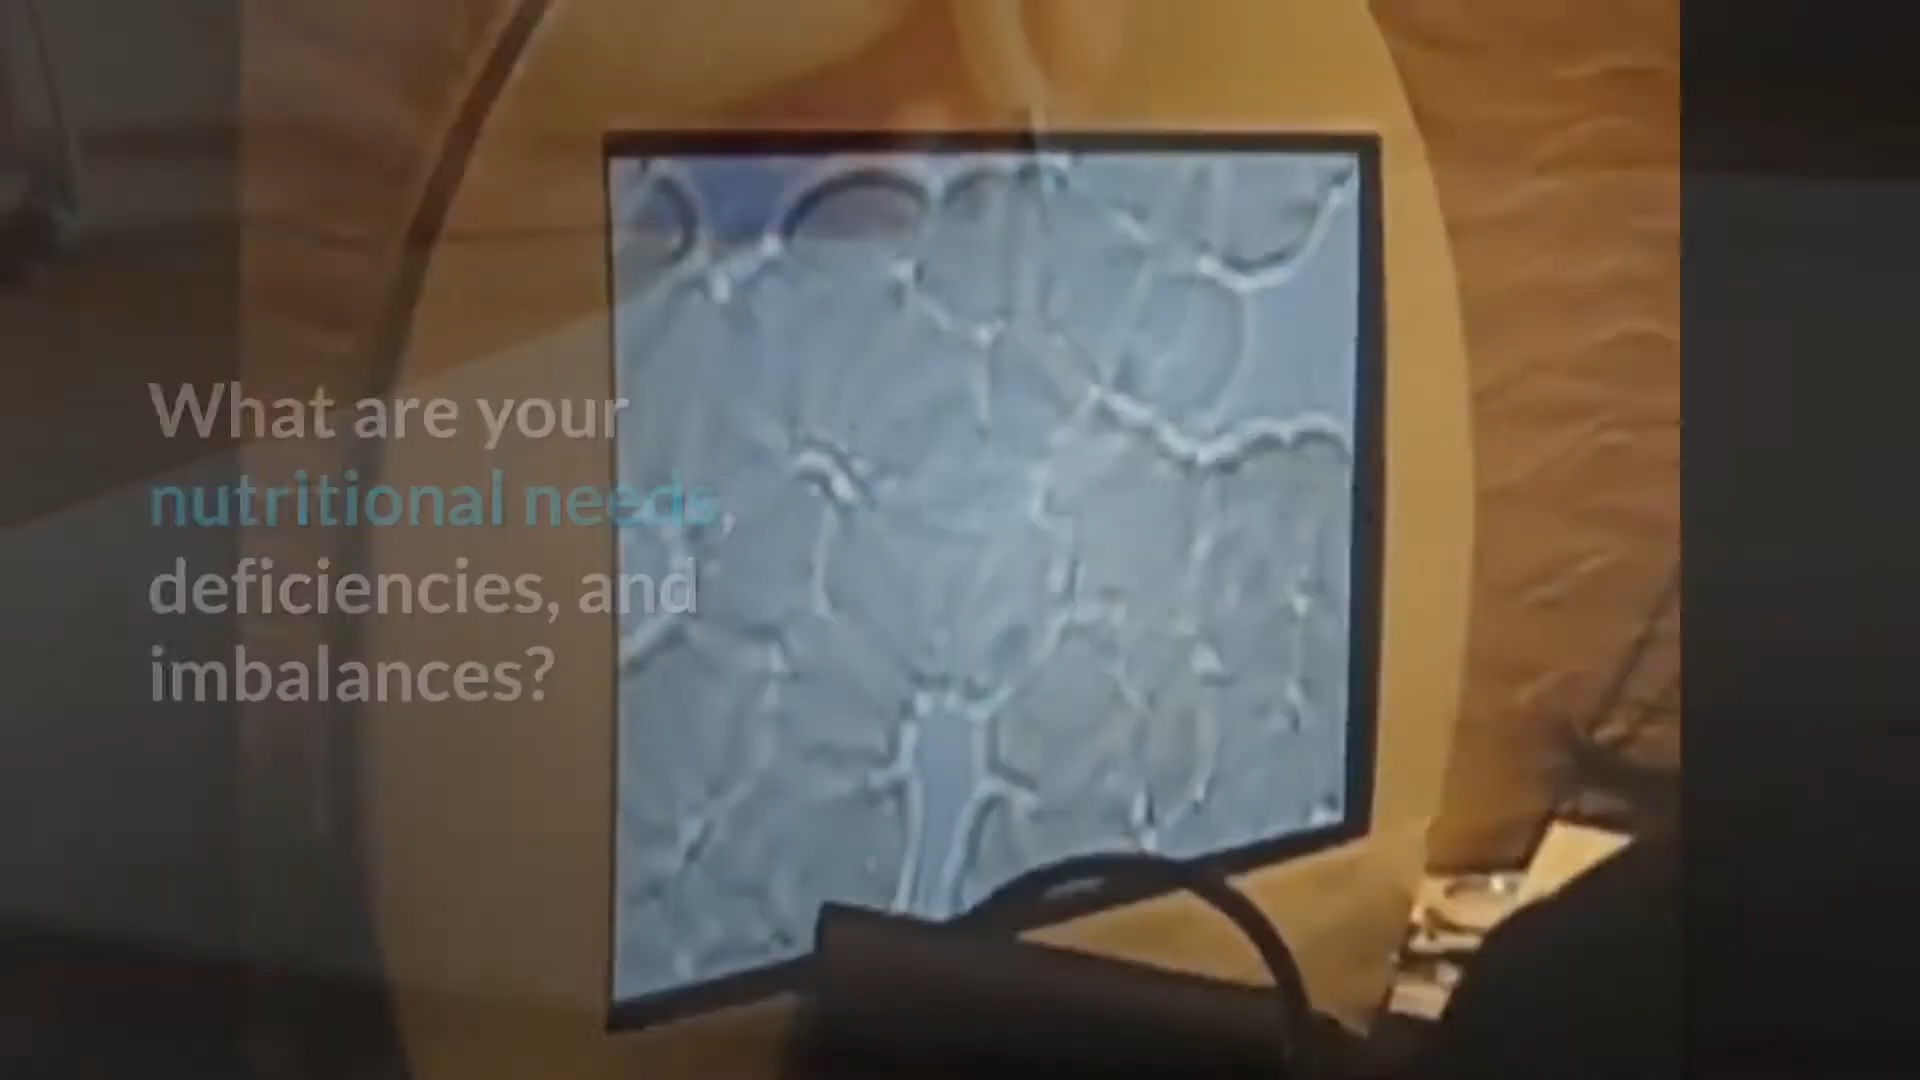 What are your
nutritional needs,
deficiencies, and
imbalances?